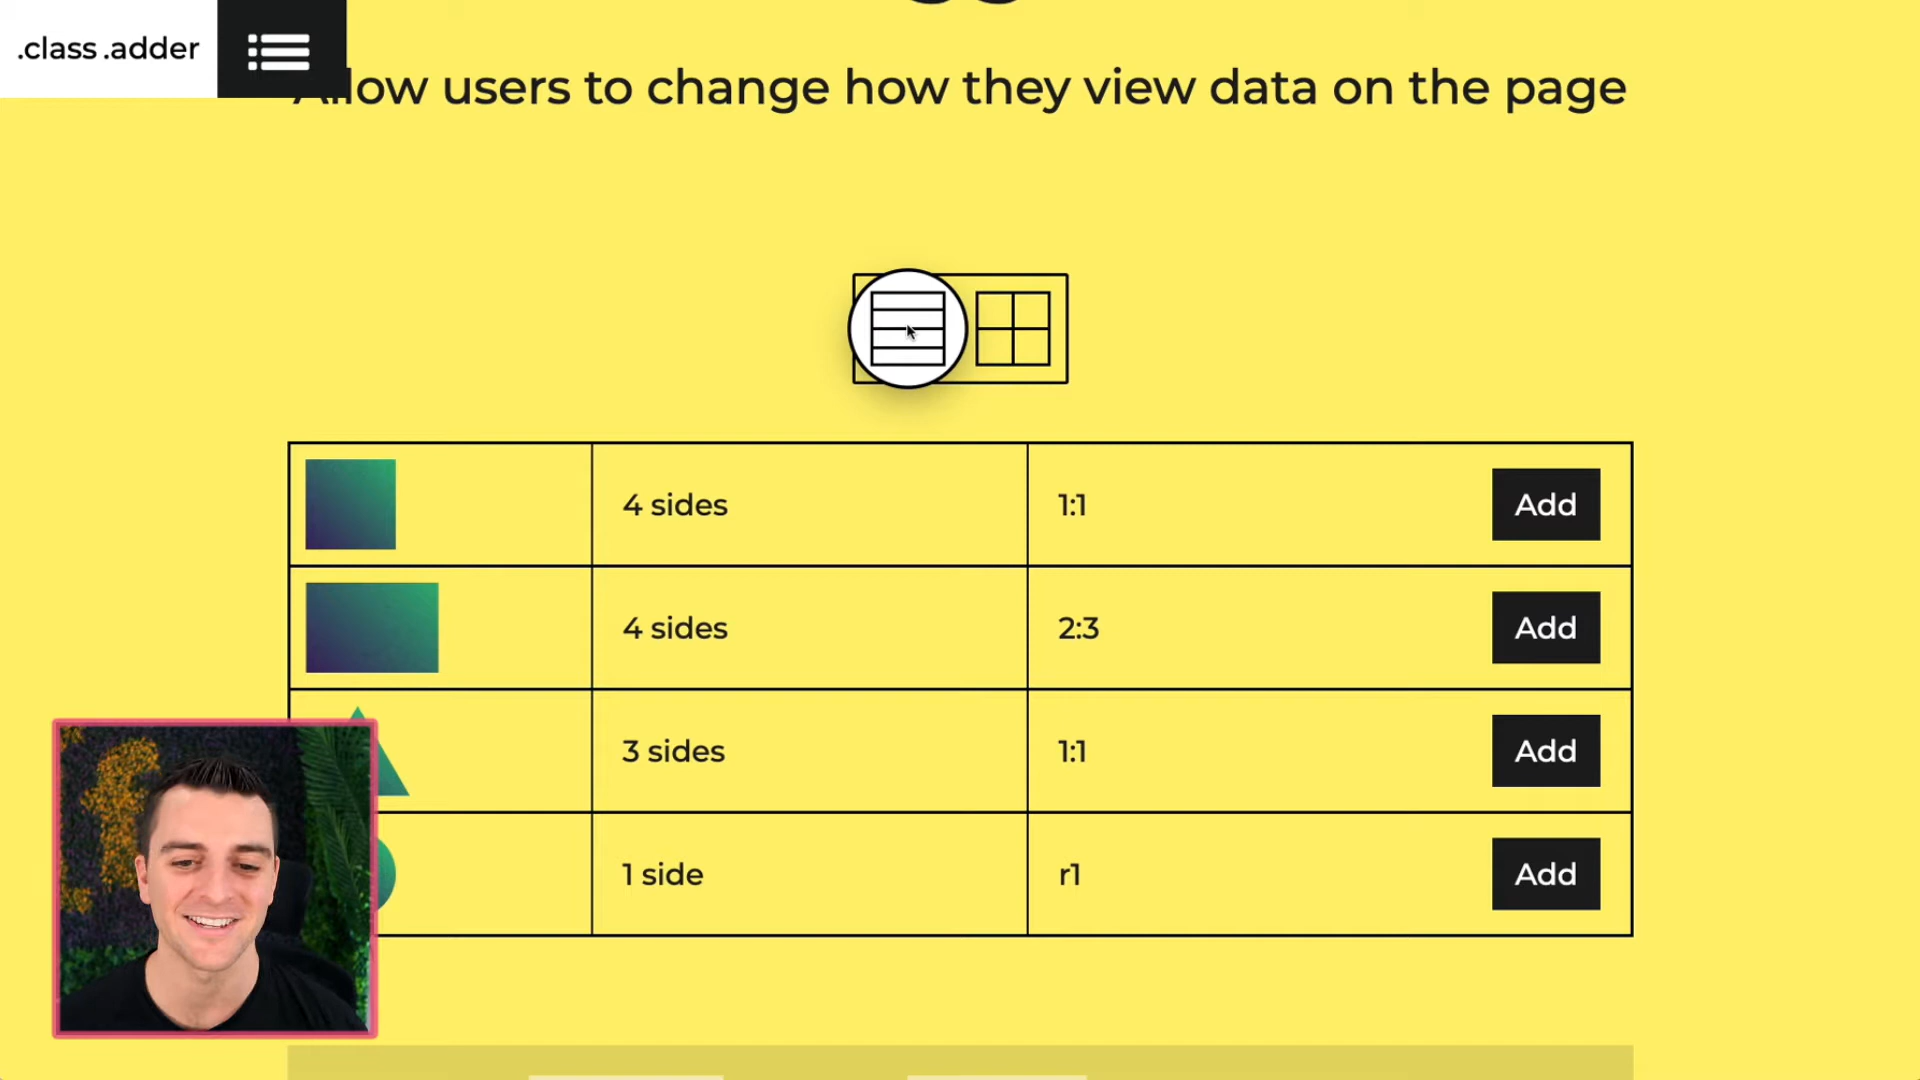 .class .adder
Allow users to change how they view data on the page
4 sides
1:1
Add
4 sides
2:3
Add
3 sides
1:1
Add
1 side
r1
Add